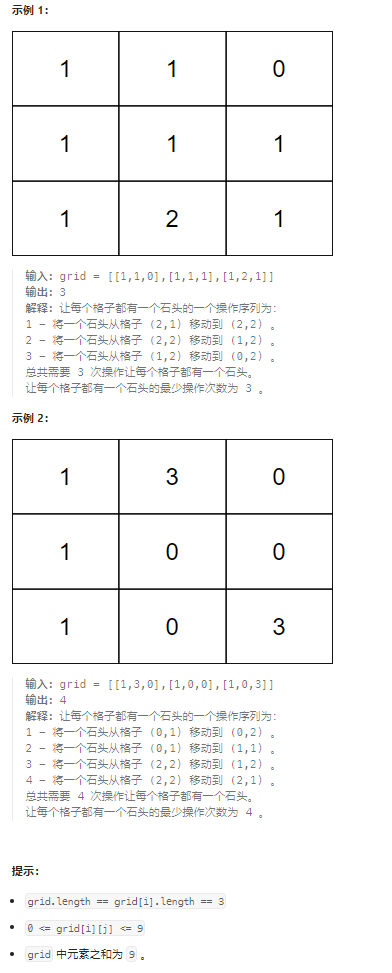 示例 1：
1 1 0
1 1 1
1 2 1
输入：grid = [[1,1,0],[1,1,1],[1,2,1]]
输出：3
解释：让每个格子都有一个石头的一个操作序列为：
1 - 将一个石头从格子 (2,1) 移动到 (2,2) 。
2 - 将一个石头从格子 (2,2) 移动到 (1,2) 。
3 - 将一个石头从格子 (1,2) 移动到 (0,2) 。
总共需要 3 次操作让每个格子都有一个石头。
让每个格子都有一个石头的最少操作次数为 3 。
示例 2：
1 3 0
1 0 0
1 0 3
输入：grid = [[1,3,0],[1,0,0],[1,0,3]]
输出：4
解释：让每个格子都有一个石头的一个操作序列为：
1 - 将一个石头从格子 (0,1) 移动到 (0,2) 。
2 - 将一个石头从格子 (0,1) 移动到 (1,1) 。
3 - 将一个石头从格子 (2,2) 移动到 (1,2) 。
4 - 将一个石头从格子 (2,2) 移动到 (2,1) 。
总共需要 4 次操作让每个格子都有一个石头。
让每个格子都有一个石头的最少操作次数为 4 。
提示：
• grid.length == grid[i].length == 3
• 0 <= grid[i][j] <= 9
• grid 中元素之和为 9 。